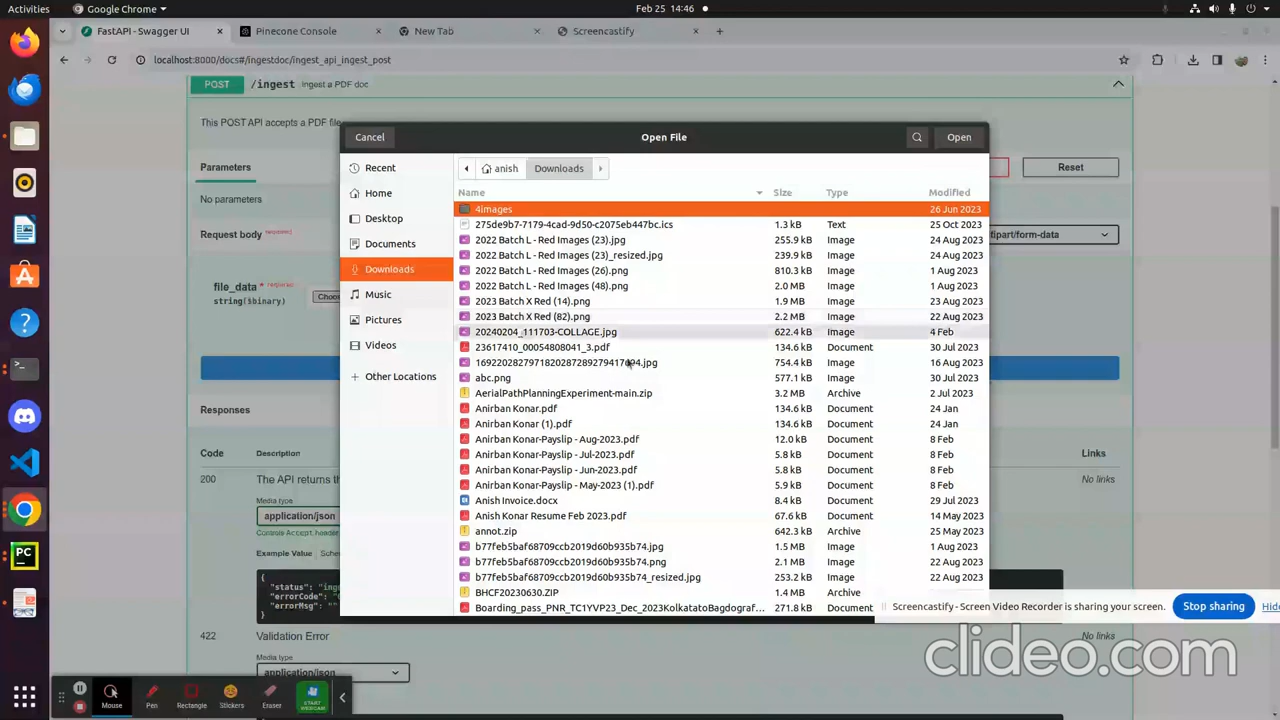 Activities Google Chrome Feb 25 14:46
FastAPI - Swagger UI Pinecone Console New Tab Screencastify
localhost:8000/docs#/ingestdoc/ingest_api_ingest_post
POST /ingest Ingest a PDF doc
This POST API accepts a PDF file
Cancel Open File Open
Parameters Reset
No parameters
Request body required
file_data * required
string($binary)
Responses
Code Description Links
200 The API returns No links
Media type
application/json
Controls Accept header
Example Value
{
"status":
"errorCode"
"errorMsg": ""
}
422 Validation Error No links
Media type
application/json
Recent
Home
Desktop
Documents
Downloads
Music
Pictures
Videos
Other Locations
anish Downloads
Name Size Type Modified
4images 26 Jun 2023
275de9b7-7179-4cad-9d50-c2075eb447bc.ics 1.3 kB Text 25 Oct 2023
2022 Batch L - Red Images (23).jpg 255.9 kB Image 24 Aug 2023
2022 Batch L - Red Images (23)_resized.jpg 239.9 kB Image 24 Aug 2023
2022 Batch L - Red Images (26).png 810.3 kB Image 1 Aug 2023
2022 Batch L - Red Images (48).png 2.0 MB Image 1 Aug 2023
2023 Batch X Red (14).png 1.9 MB Image 23 Aug 2023
2023 Batch X Red (82).png 2.2 MB Image 22 Aug 2023
20240204_111703-COLLAGE.jpg 622.4 kB Image 4 Feb
23617410_00054808041_3.pdf 134.6 kB Document 30 Jul 2023
754.4 kB Image 16 Aug 2023
abc.png 577.1 kB Image 30 Jul 2023
AerialPathPlanningExperiment-main.zip 3.2 MB Archive 2 Jul 2023
Anirban Konar.pdf 134.6 kB Document 24 Jan
Anirban Konar (1).pdf 134.6 kB Document 24 Jan
Anirban Konar-Payslip - Aug-2023.pdf 12.0 kB Document 8 Feb
Anirban Konar-Payslip - Jul-2023.pdf 5.8 kB Document 8 Feb
Anirban Konar-Payslip - Jun-2023.pdf 5.8 kB Document 8 Feb
Anirban Konar-Payslip - May-2023 (1).pdf 5.9 kB Document 8 Feb
Anish Invoice.docx 8.4 kB Document 29 Jul 2023
Anish Konar Resume Feb 2023.pdf 67.6 kB Document 14 May 2023
annot.zip 642.3 kB Archive 25 May 2023
b77feb5baf68709ccb2019d60b935b74.jpg 1.5 MB Image 1 Aug 2023
b77feb5baf68709ccb2019d60b935b74.png 2.1 MB Image 22 Aug 2023
b77feb5baf68709ccb2019d60b935b74_resized.jpg 253.2 kB Image 22 Aug 2023
BHCF20230630.ZIP 1.4 MB Archive 3 Jul 2023
Boarding_pass_PNR_TC1YVP23_Dec_2023KolkatatoBagdograf... 271.8 kB Document
Screencastify - Screen Video Recorder is sharing your screen. Stop sharing
clideo.com
Mouse Pen Rectangle Stickers Eraser START WEBCAM